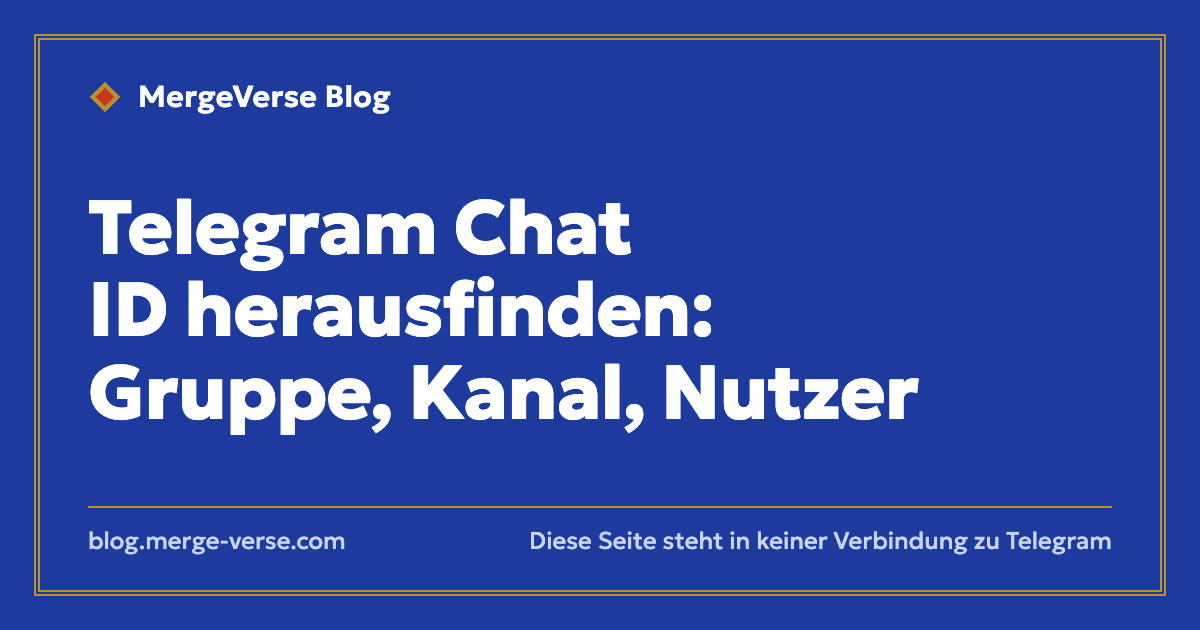 MergeVerse Blog
Telegram Chat
ID herausfinden:
Gruppe, Kanal, Nutzer
blog.merge-verse.com
Diese Seite steht in keiner Verbindung zu Telegram